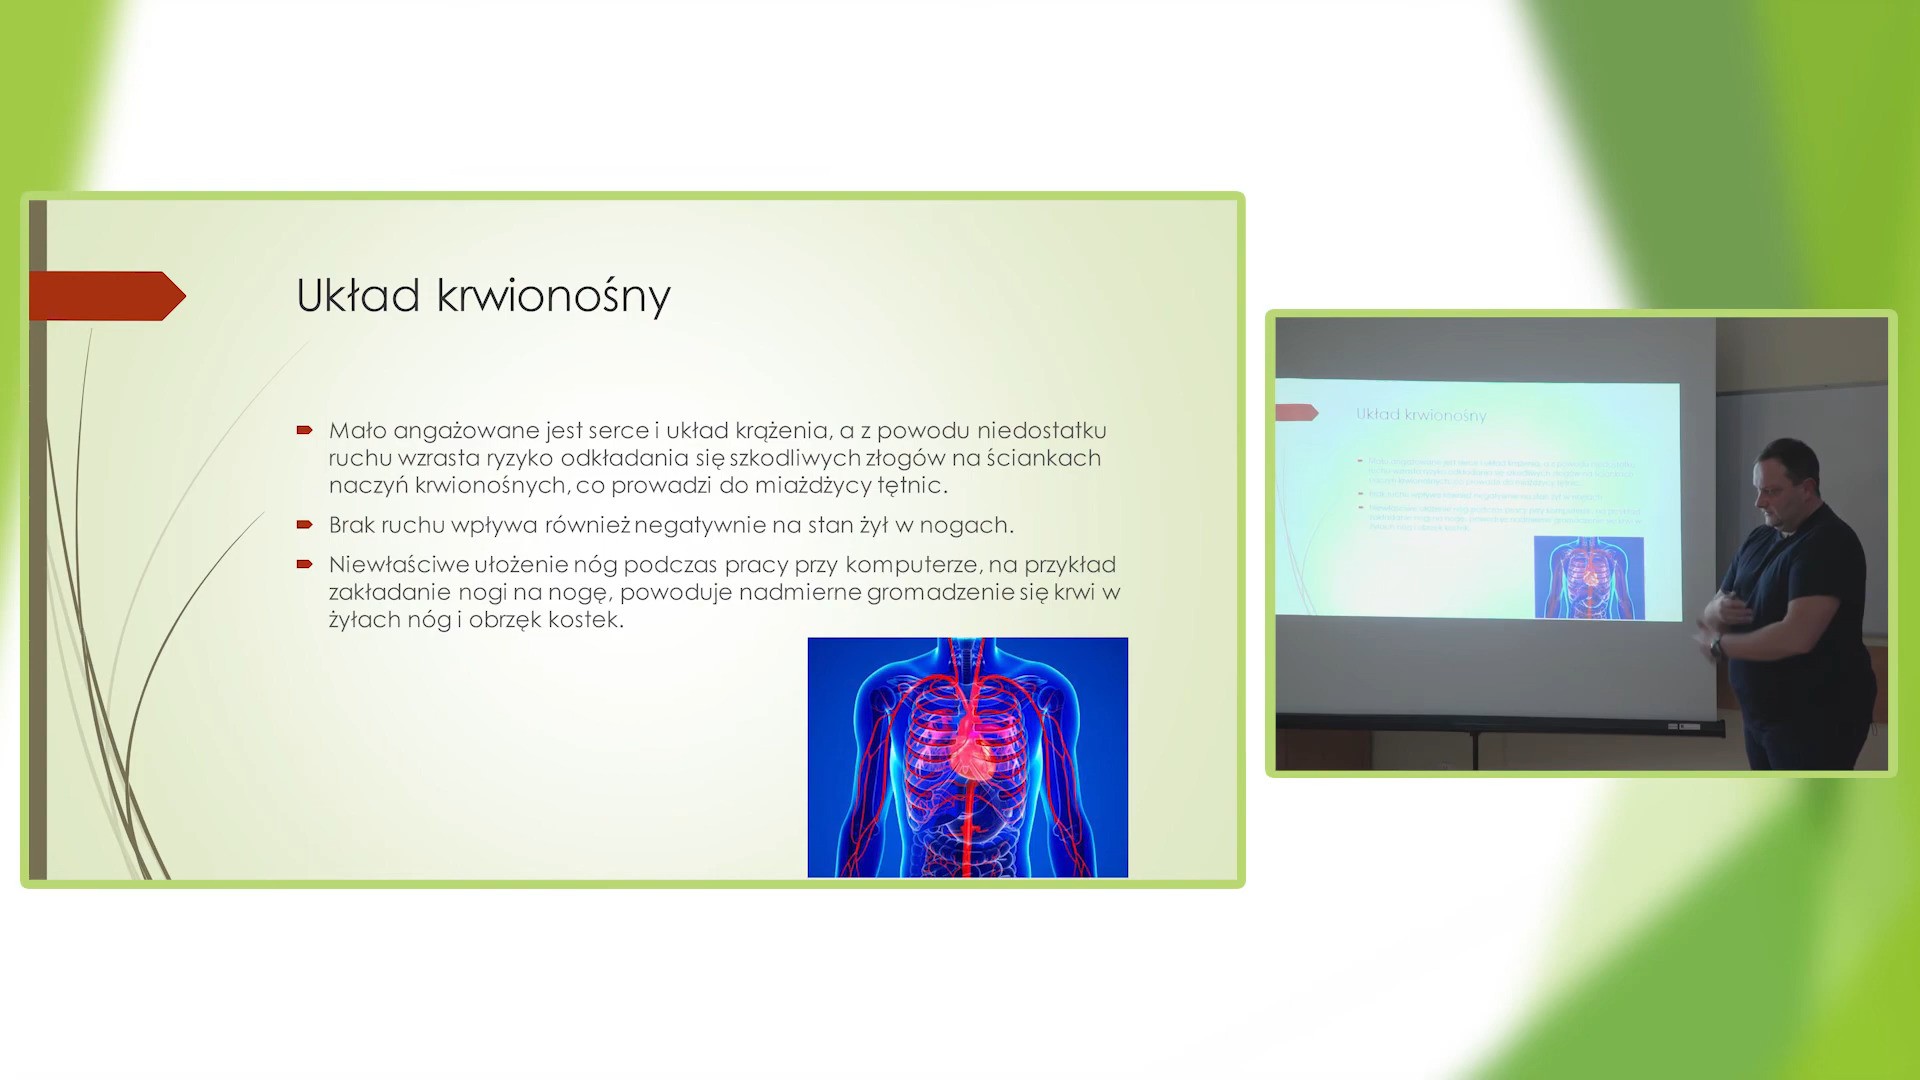 Układ krwionośny
Mało angażowane jest serce i układ krążenia, a z powodu niedostatku
ruchu wzrasta ryzyko odkładania się szkodliwych złogów na ściankach
naczyń krwionośnych, co prowadzi do miażdżycy tętnic.
Brak ruchu wpływa również negatywnie na stan żył w nogach.
Niewłaściwe ułożenie nóg podczas pracy przy komputerze, na przykład
zakładanie nogi na nogę, powoduje nadmierne gromadzenie się krwi w
żyłach nóg i obrzęk kostek.
Układ krwionośny